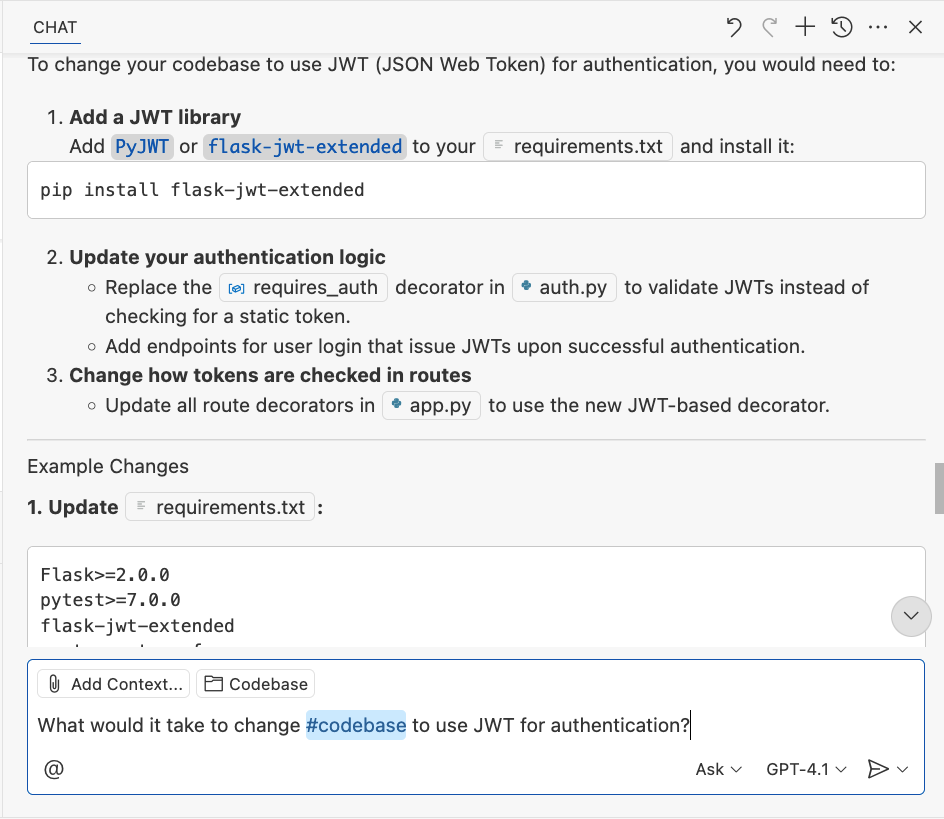 CHAT
To change your codebase to use JWT (JSON Web Token) for authentication, you would need to:
1. Add a JWT library
Add PyJWT or flask-jwt-extended to your requirements.txt and install it:
pip install flask-jwt-extended
2. Update your authentication logic
Replace the requires_auth decorator in auth.py to validate JWTs instead of
checking for a static token.
Add endpoints for user login that issue JWTs upon successful authentication.
3. Change how tokens are checked in routes
Update all route decorators in app.py to use the new JWT-based decorator.
Example Changes
1. Update requirements.txt :
Flask>=2.0.0
pytest>=7.0.0
flask-jwt-extended
Add Context... Codebase
What would it take to change #codebase to use JWT for authentication?
@ Ask GPT-4.1